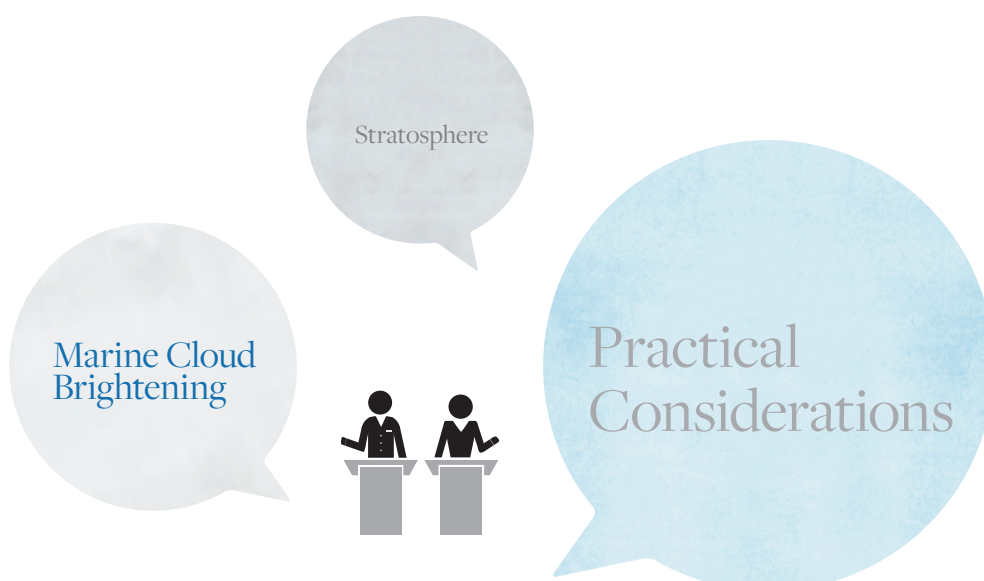 Stratosphere
Marine Cloud
Brightening
Practical
Considerations